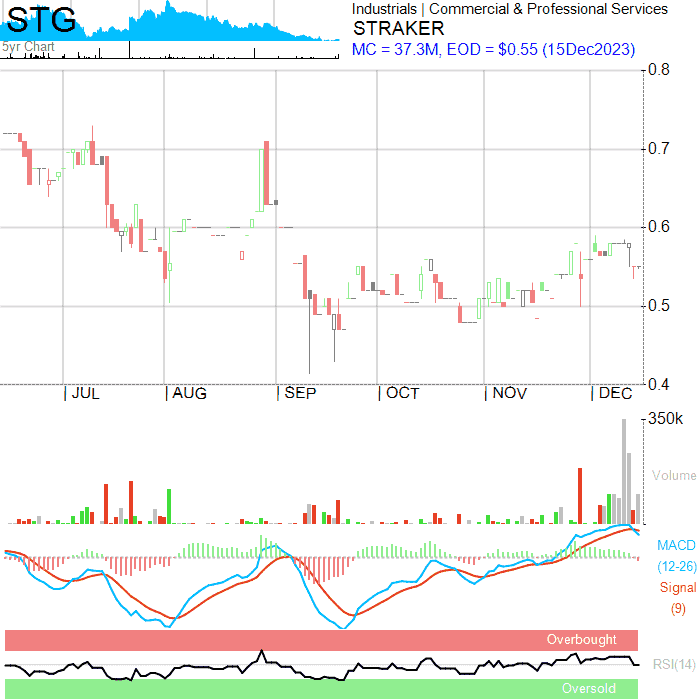 STG
5yr Chart
Industrials | Commercial & Professional Services
STRAKER
MC = 37.3M, EOD = $0.55 (15Dec2023)
0.8
0.7
0.6
0.5
0.4
JUL AUG SEP OCT NOV DEC
350k
Volume
MACD
(12-26)
Signal
(9)
Overbought
RSI(14)
Oversold